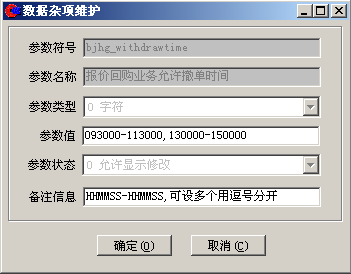 数据杂项维护
参数符号 bjhg_withdrawtime
参数名称 报价回购业务允许撤单时间
参数类型 0 字符
参数值 093000-113000,130000-150000
参数状态 0 允许显示修改
备注信息 HHMMSS-HHMMSS,可设多个用逗号分开
确定(O) 取消(C)